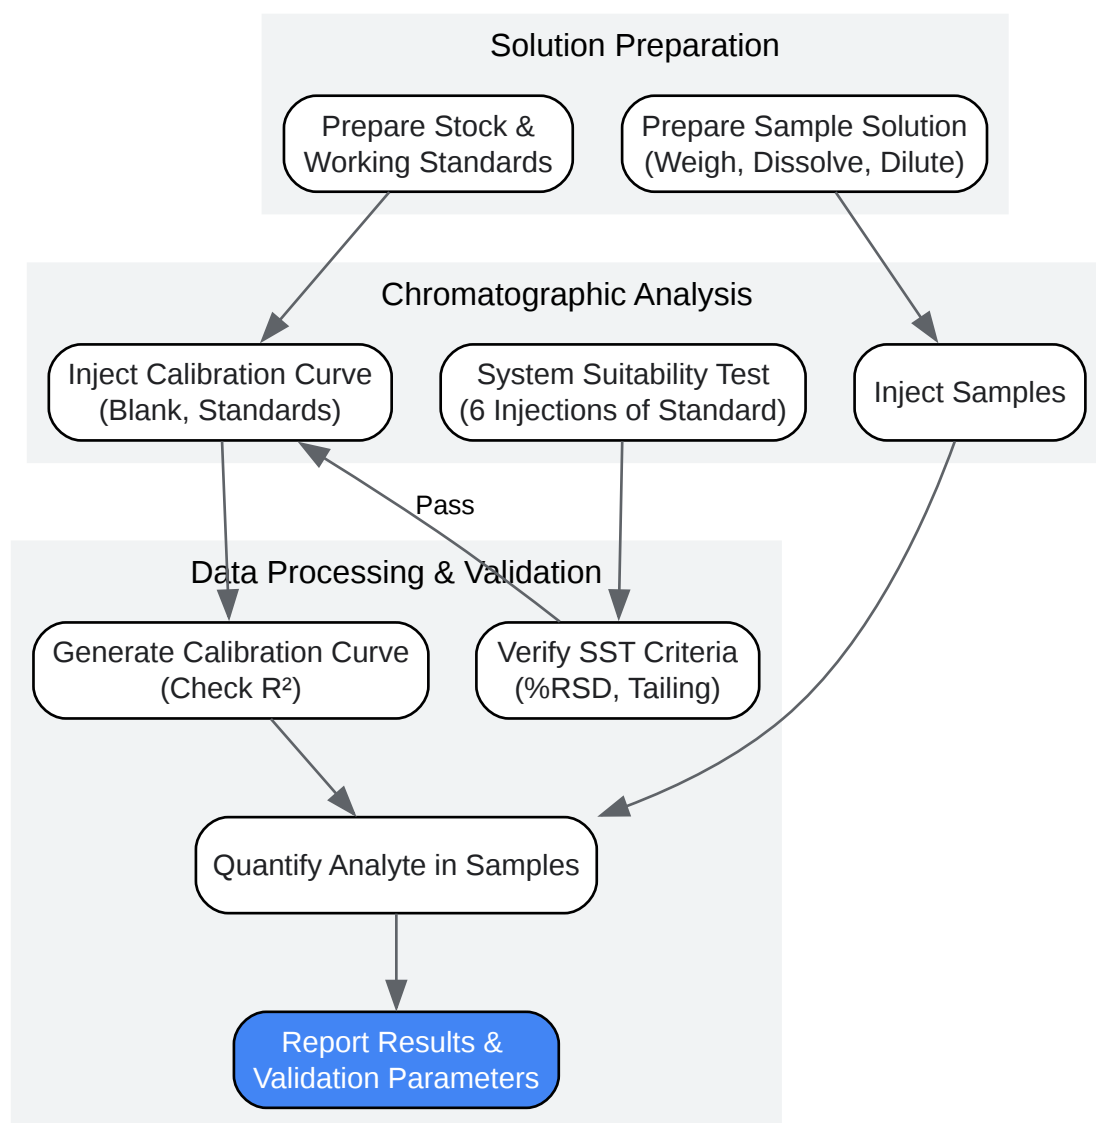 Solution Preparation
Prepare Stock &
Working Standards
Prepare Sample Solution
(Weigh, Dissolve, Dilute)
Chromatographic Analysis
Inject Calibration Curve
(Blank, Standards)
System Suitability Test
(6 Injections of Standard)
Inject Samples
Pass
Data Processing & Validation
Generate Calibration Curve
(Check R²)
Verify SST Criteria
(%RSD, Tailing)
Quantify Analyte in Samples
Report Results &
Validation Parameters